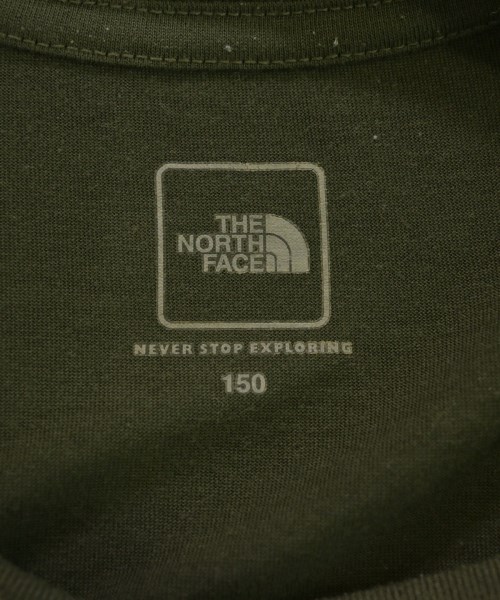 THE
NORTH
FACE
NEVER STOP EXPLORING
150